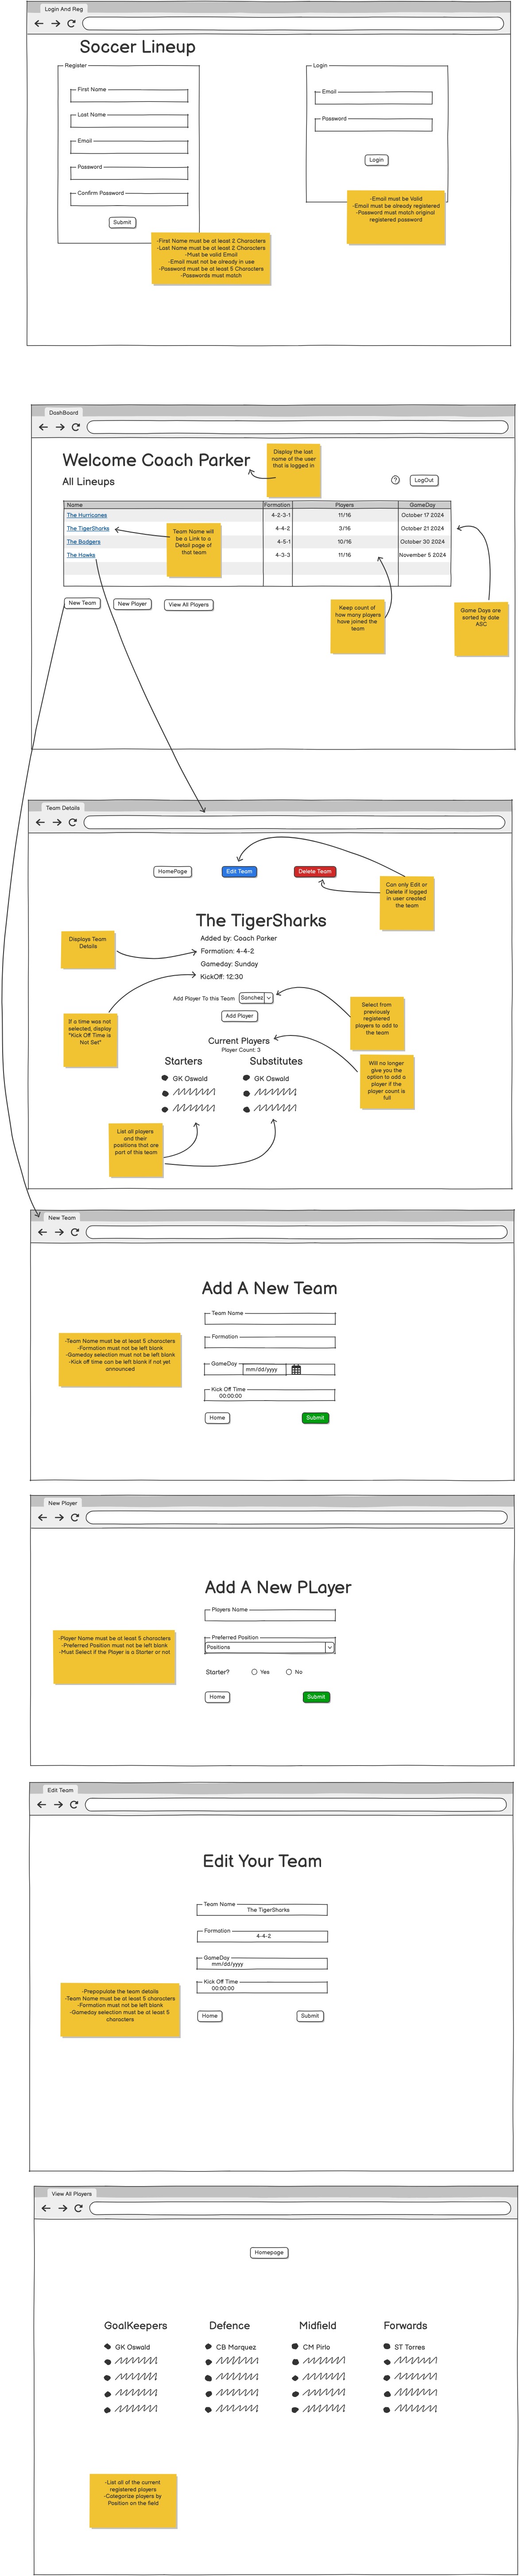 Login And Reg
Soccer Lineup
Register
First Name
Last Name
Email
Password
Confirm Password
Submit
-First Name must be at least 2 Characters
-Last Name must be at least 2 Characters
-Must be valid Email
-Email must not be already in use
-Password must be at least 5 Characters
-Passwords must match
Login
Email
Password
Login
-Email must be Valid
-Email must be already registered
-Password must match original
registered password
DashBoard
Welcome Coach Parker
Display the last
name of the user
that is logged in
All Lineups
?
LogOut
Name Formation Players GameDay
The Hurricanes 4-2-3-1 11/16 October 17 2024
The TigerSharks 4-4-2 3/16 October 21 2024
The Badgers 4-5-1 10/16 October 30 2024
The Hawks 4-3-3 11/16 November 5 2024
Team Name will
be a Link to a
Detail page of
that team
New Team
New Player
View All Players
Keep count of
how many players
have joined the
team
Game Days are
sorted by date
ASC
Team Details
HomePage
Edit Team
Delete Team
Can only Edit or
Delete if logged
in user created
the team
The TigerSharks
Added by: Coach Parker
Formation: 4-4-2
Gameday: Sunday
KickOff: 12:30
Displays Team
Details
If a time was not
selected, display
"Kick Off Time is
Not Set"
Add Player To this Team
Sanchez
Add Player
Select from
previously
registered
players to add to
the team
Current Players
Player Count: 3
Will no longer
give you the
option to add a
player if the
player count is
full
Starters
Substitutes
GK Oswald
GK Oswald
List all players
and their
positions that are
part of this team
New Team
Add A New Team
Team Name
Formation
GameDay
mm/dd/yyyy
Kick Off Time
00:00:00
Home
Submit
-Team Name must be at least 5 characters
-Formation must not be left blank
-Gameday selection must not be left blank
-Kick off time can be left blank if not yet
announced
New Player
Add A New PLayer
Players Name
Preferred Position
Positions
Starter?
Yes
No
Home
Submit
-Player Name must be at least 5 characters
-Preferred Position must not be left blank
-Must Select if the Player is a Starter or not
Edit Team
Edit Your Team
Team Name
The TigerSharks
Formation
4-4-2
GameDay
mm/dd/yyyy
Kick Off Time
00:00:00
Home
Submit
-Prepopulate the team details
-Team Name must be at least 5 characters
-Formation must not be left blank
-Gameday selection must be at least 5
characters
View All Players
Homepage
GoalKeepers
Defence
Midfield
Forwards
GK Oswald
CB Marquez
CM Pirlo
ST Torres
-List all of the current
registered players
-Categorize players by
Position on the field